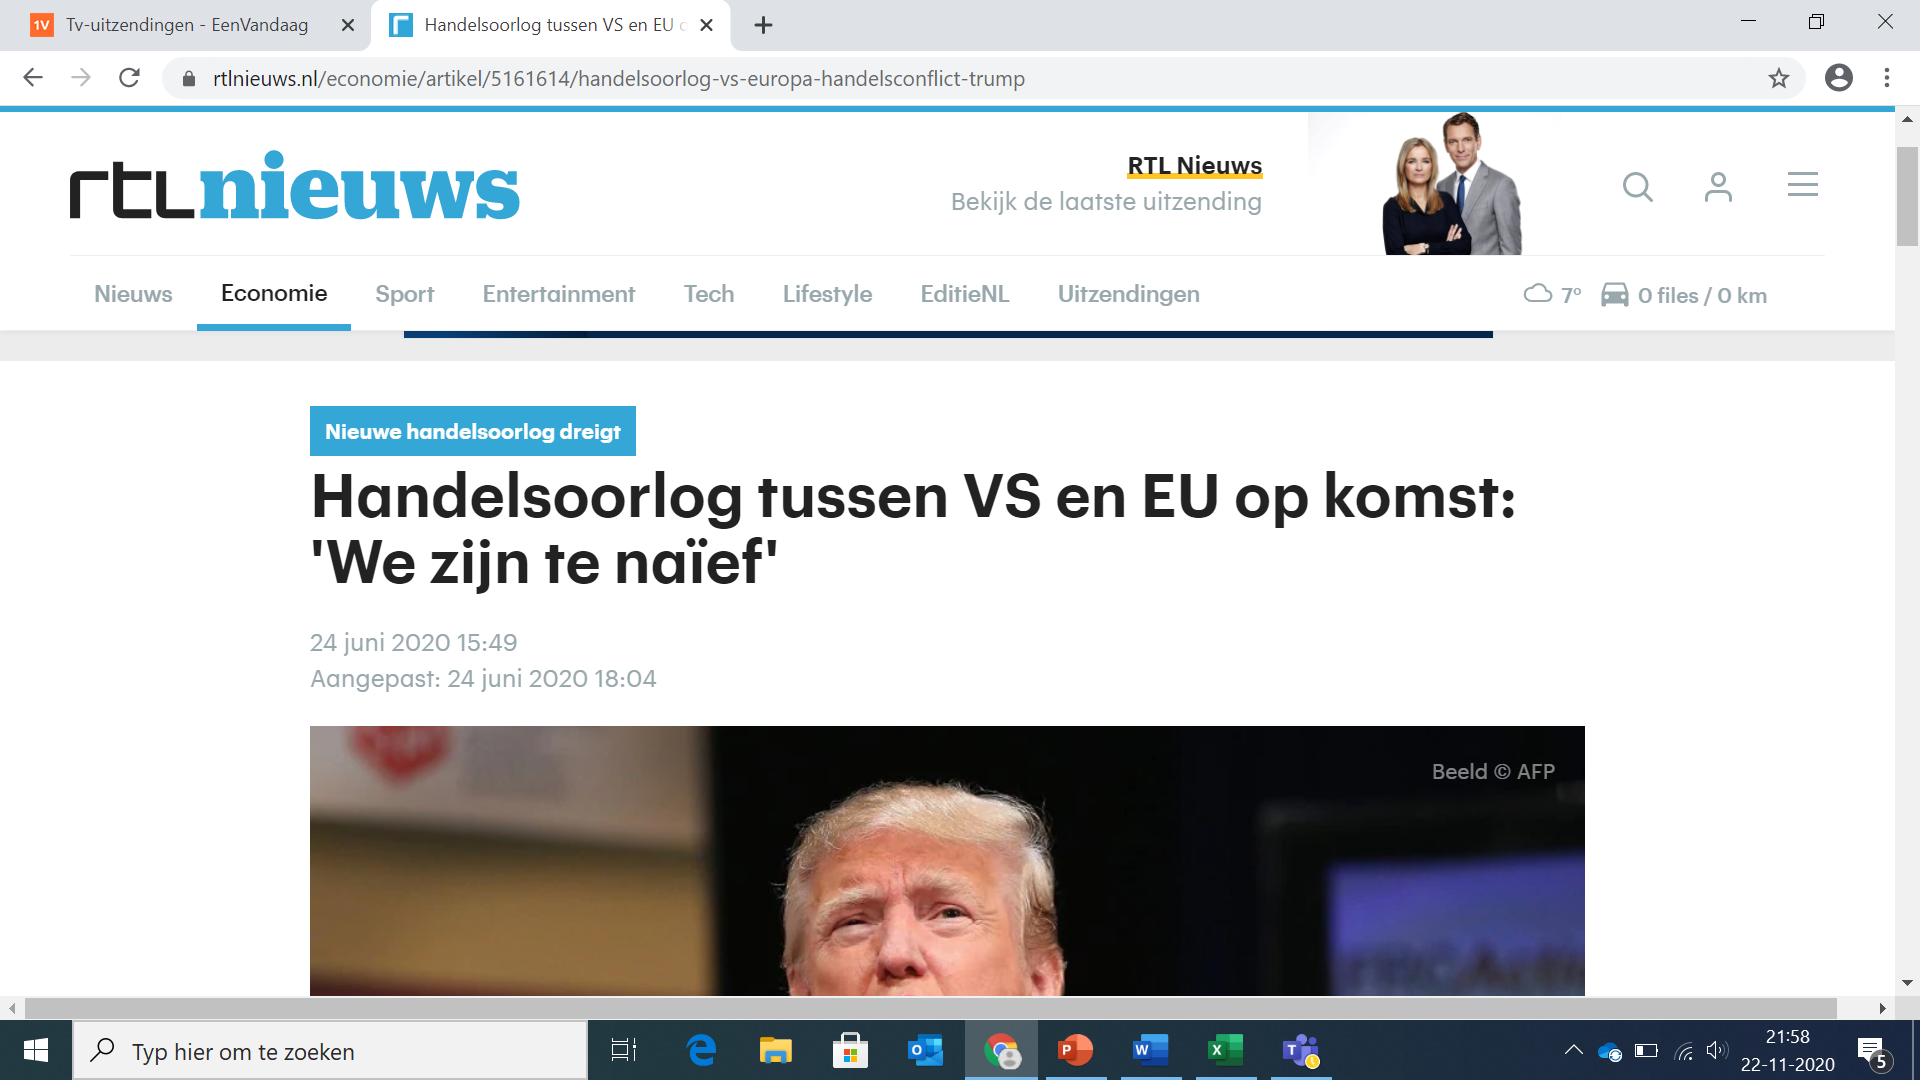 1V Tv-uitzendingen - EenVandaag
Handelsoorlog tussen VS en EU
rtlnieuws.nl/economie/artikel/5161614/handelsoorlog-vs-europa-handelsconflict-trump
rtlnieuws
RTL Nieuws
Bekijk de laatste uitzending
Nieuws Economie Sport Entertainment Tech Lifestyle EditieNL Uitzendingen 7° 0 files / 0 km
Nieuwe handelsoorlog dreigt
Handelsoorlog tussen VS en EU op komst:
'We zijn te naïef'
24 juni 2020 15:49
Aangepast: 24 juni 2020 18:04
Beeld © AFP
Typ hier om te zoeken
21:58
22-11-2020
5